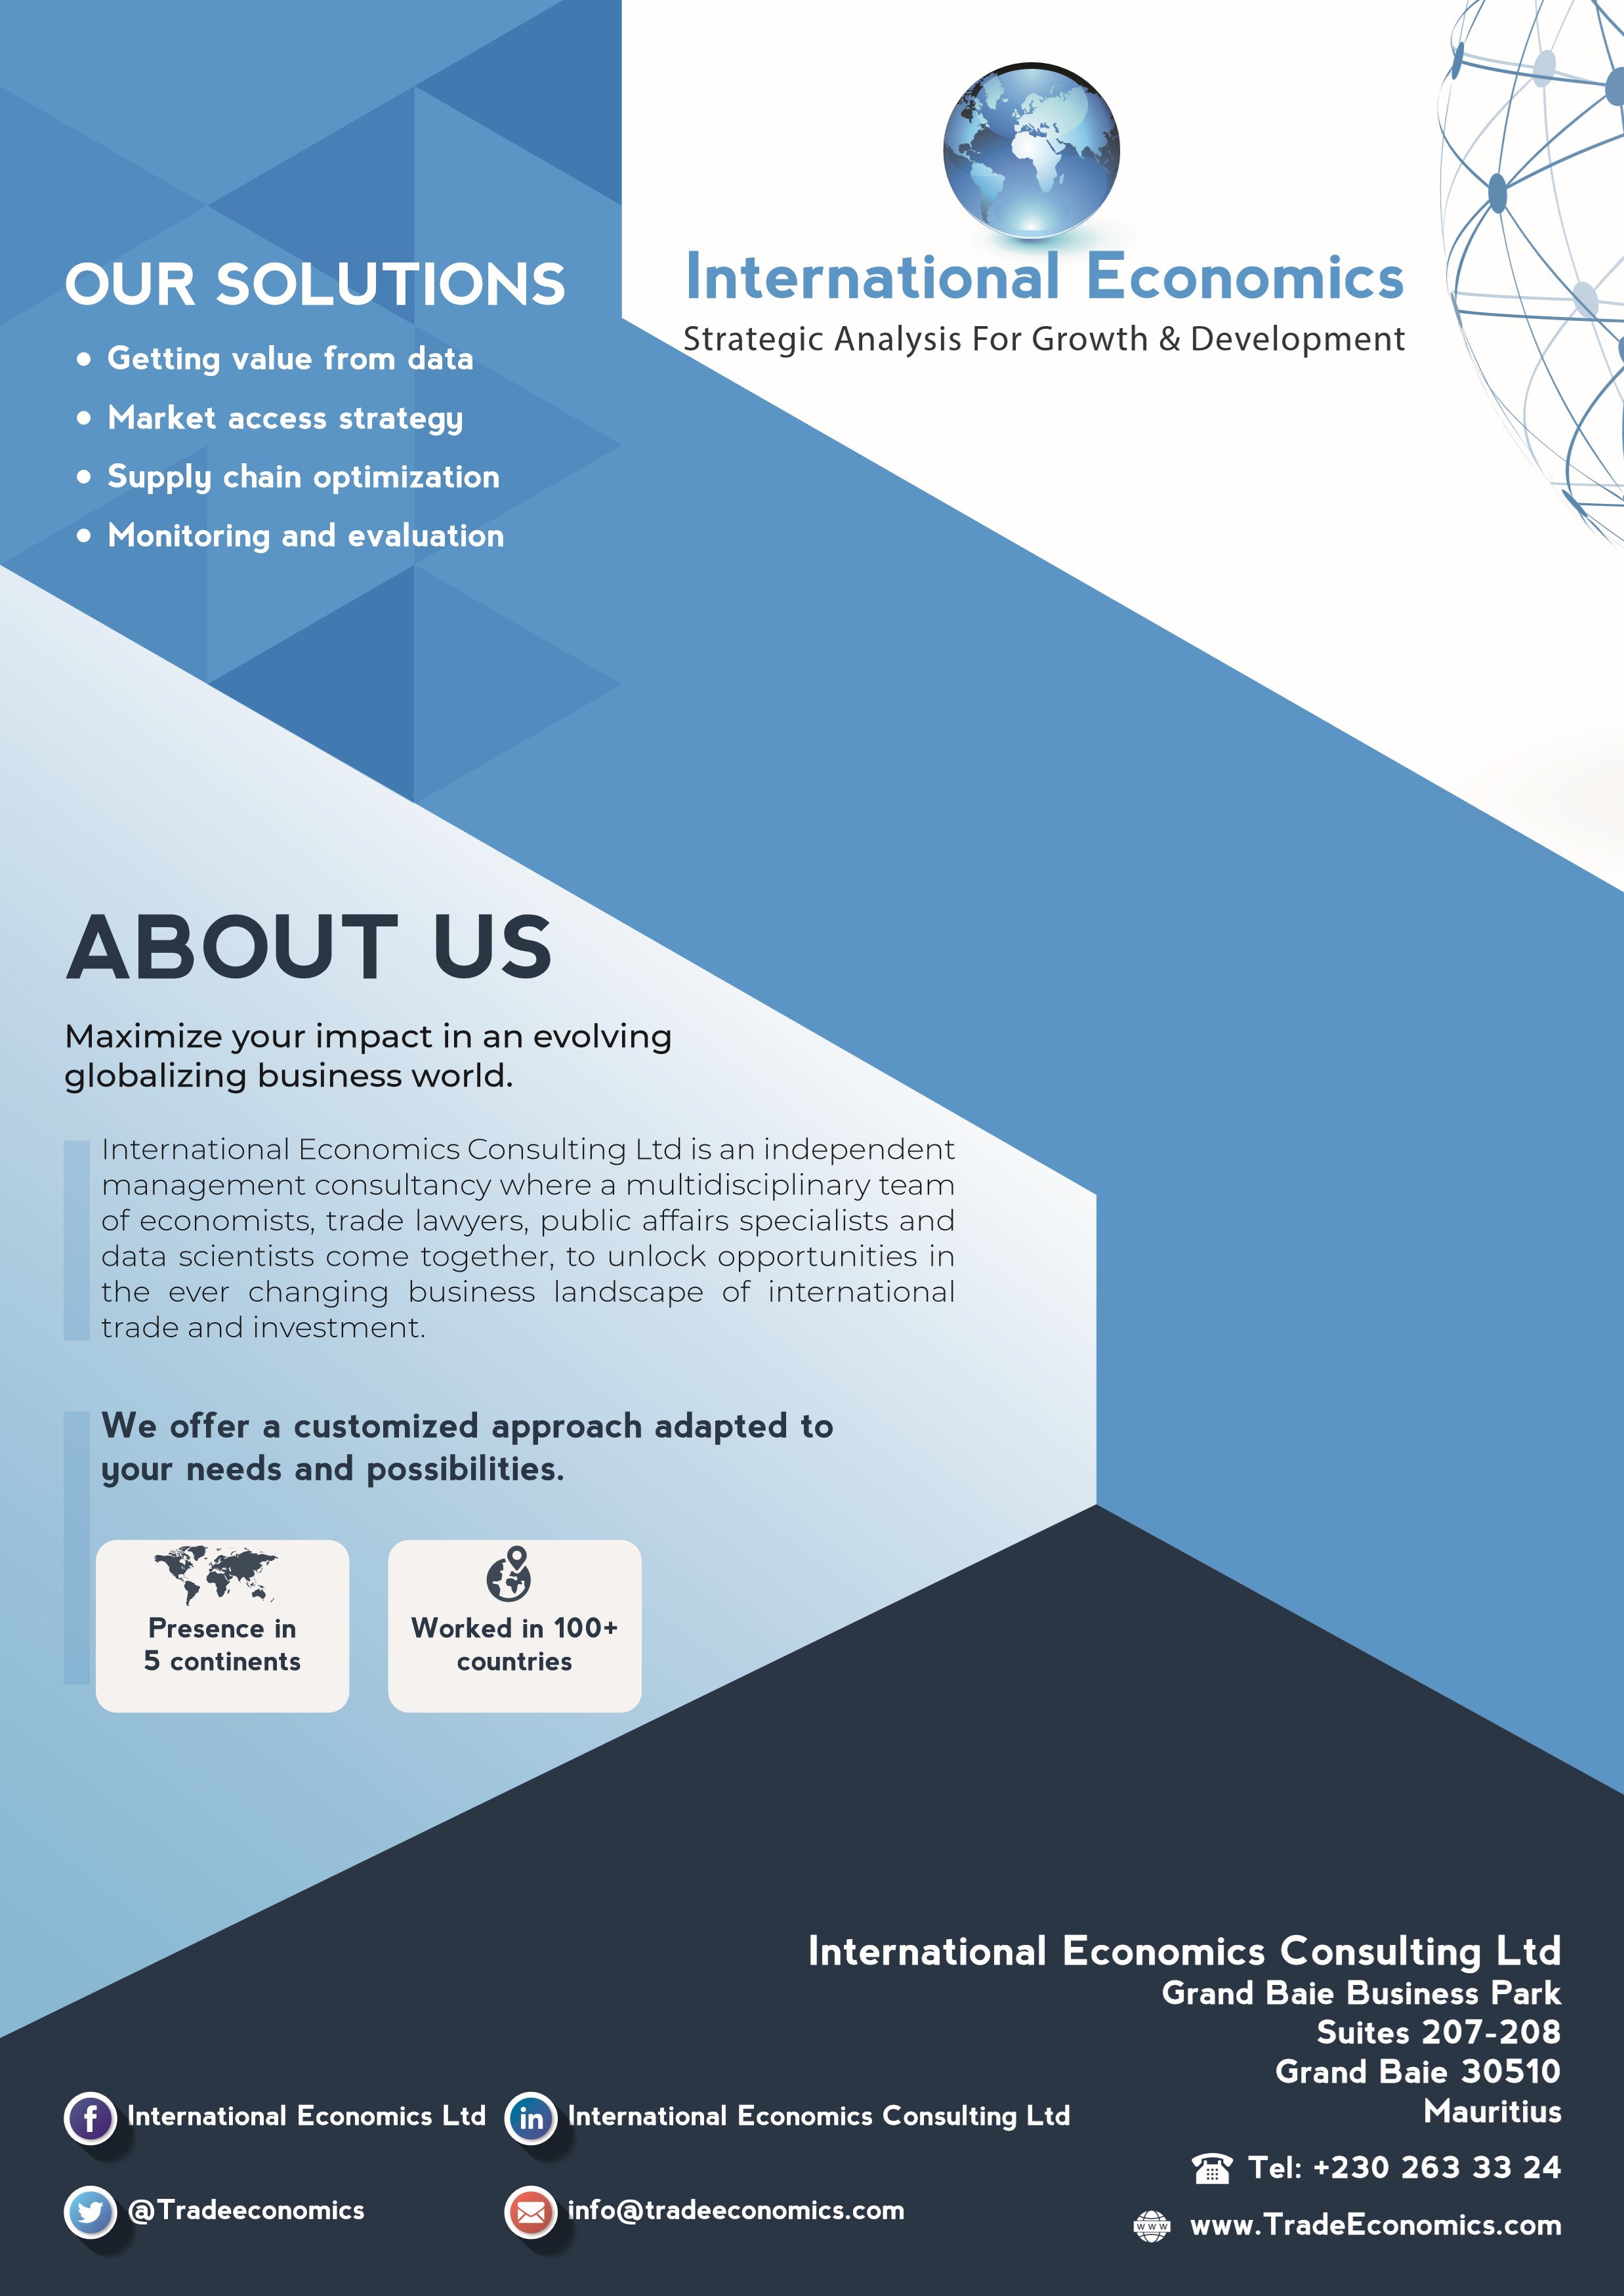 International Economics
Strategic Analysis For Growth & Development
OUR SOLUTIONS
• Getting value from data
• Market access strategy
• Supply chain optimization
• Monitoring and evaluation
ABOUT US
Maximize your impact in an evolving
globalizing business world.
International Economics Consulting Ltd is an independent
management consultancy where a multidisciplinary team
of economists, trade lawyers, public affairs specialists and
data scientists come together, to unlock opportunities in
the ever changing business landscape of international
trade and investment.
We offer a customized approach adapted to
your needs and possibilities.
Presence in
5 continents
Worked in 100+
countries
International Economics Consulting Ltd
Grand Baie Business Park
Suites 207-208
Grand Baie 30510
Mauritius
Tel: +230 263 33 24
www www.TradeEconomics.com
f International Economics Ltd
in International Economics Consulting Ltd
@Tradeeconomics
info@tradeeconomics.com